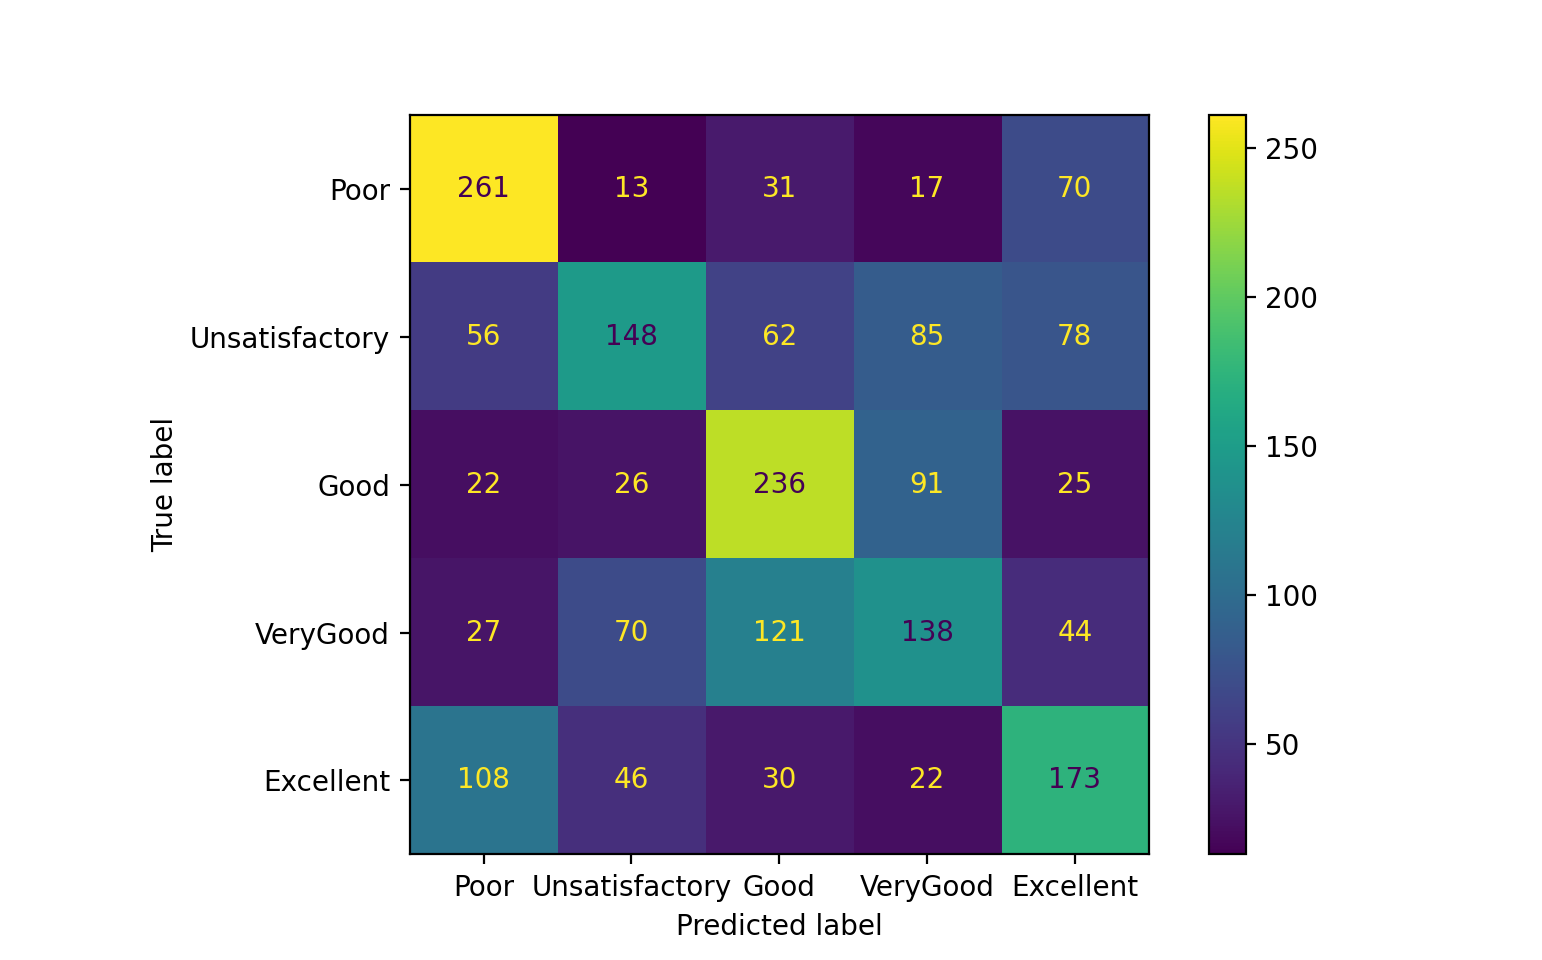 Poor 261 13 31 17 70
Unsatisfactory 56 148 62 85 78
Good 22 26 236 91 25
VeryGood 27 70 121 138 44
Excellent 108 46 30 22 173
Poor Unsatisfactory Good VeryGood Excellent
Predicted label
True label
250
200
150
100
50